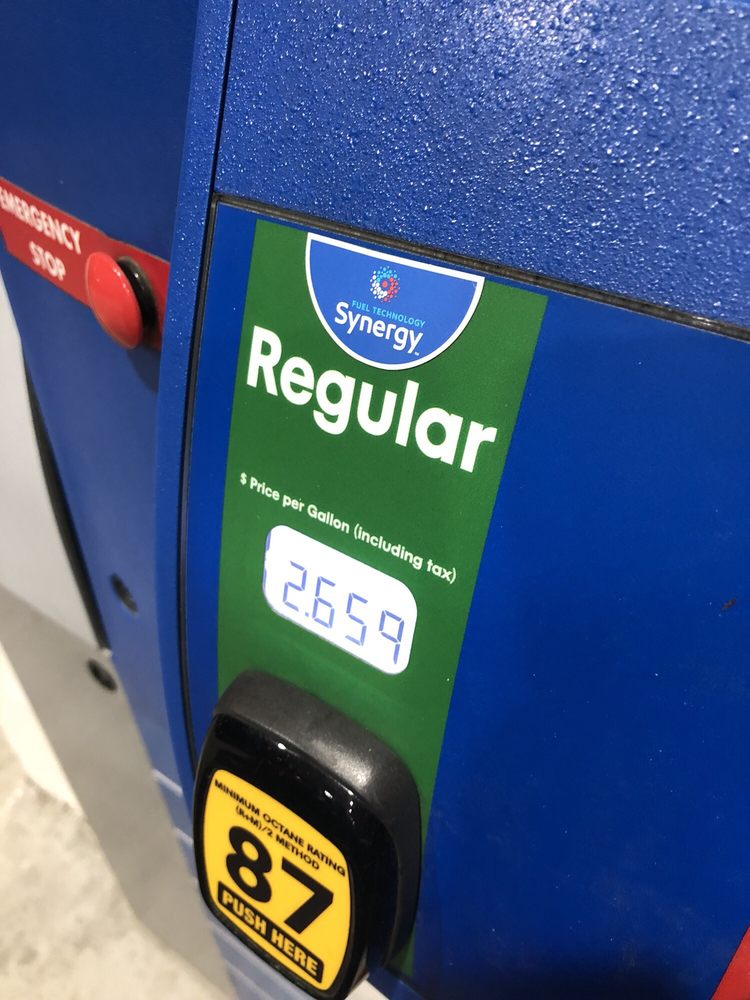 EMERGENCY
STOP
FUEL TECHNOLOGY
Synergy™
Regular
$ Price per Gallon (including tax)
2.659
MINIMUM OCTANE RATING
(R+M)/2 METHOD
87
PUSH HERE